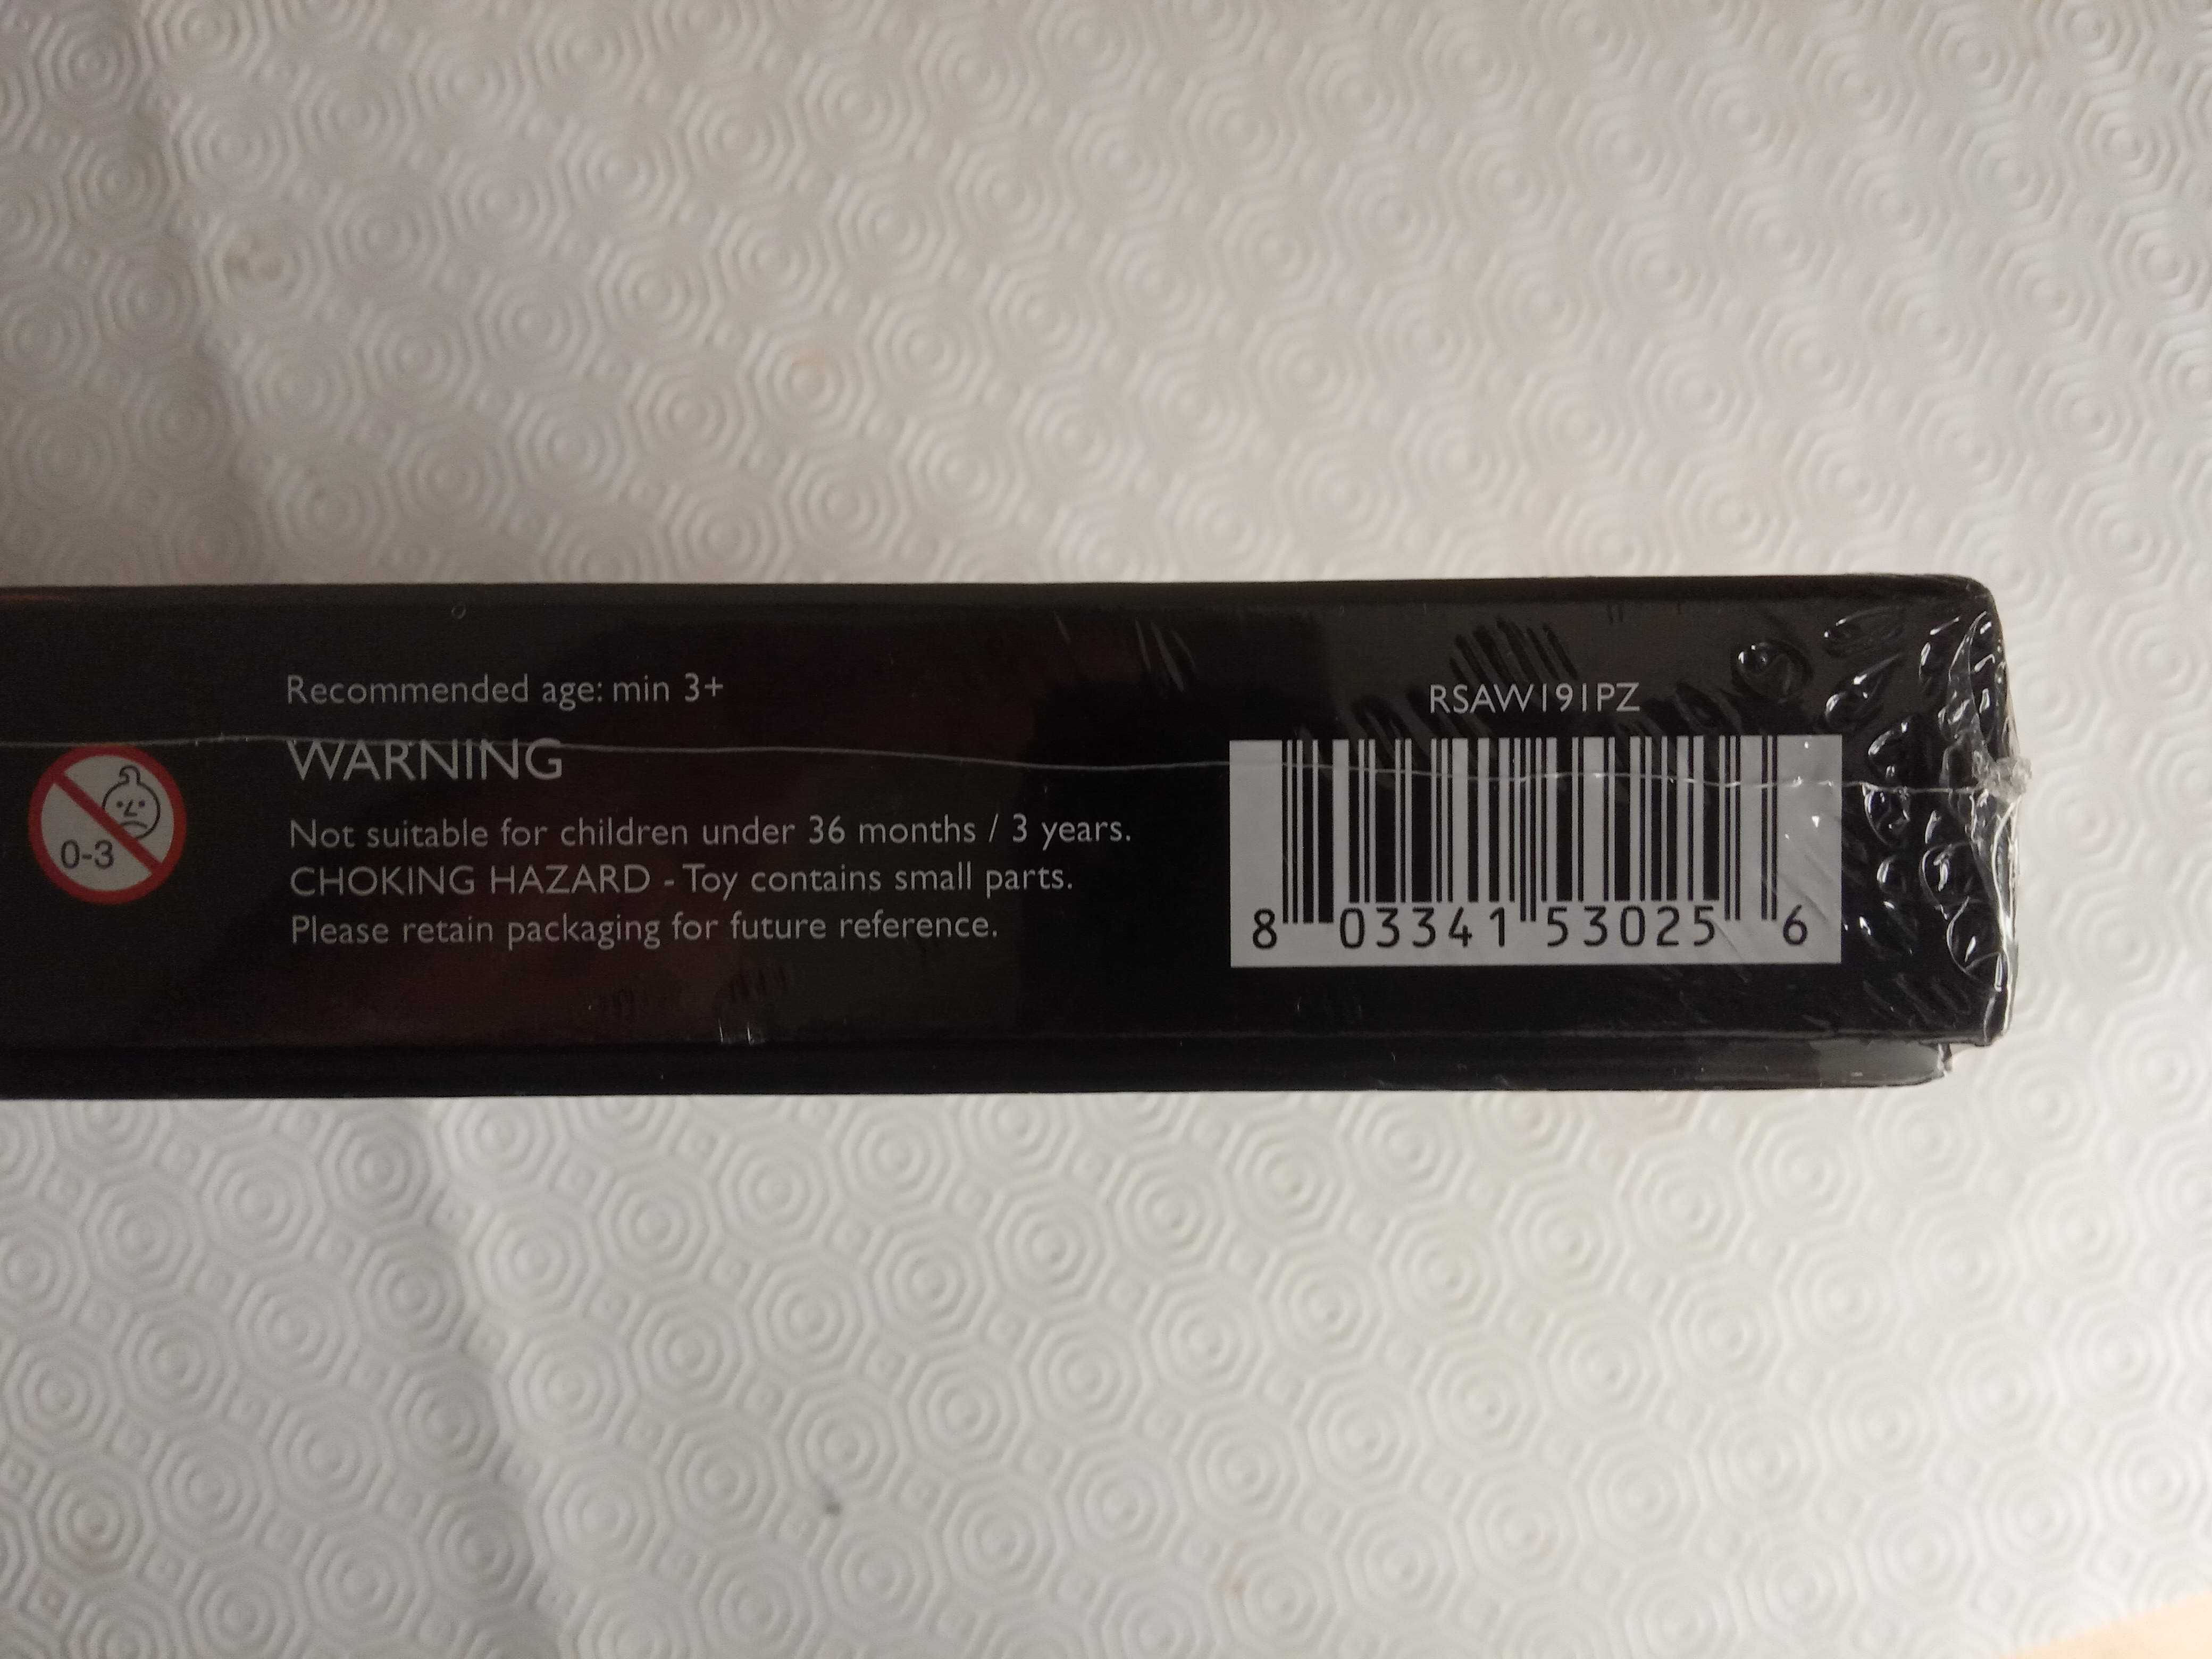 Recommended age: min 3+
WARNING
0-3
Not suitable for children under 36 months / 3 years.
CHOKING HAZARD - Toy contains small parts.
Please retain packaging for future reference.
RSAW191PZ
8 03341 53025 6